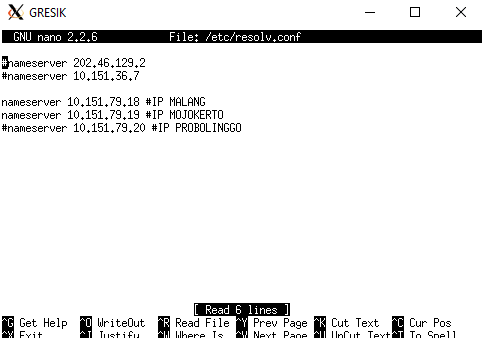 GRESIK
GNU nano 2.2.6 File: /etc/resolv.conf
#nameserver 202.46.129.2
#nameserver 10.151.36.7
nameserver 10.151.79.18 #IP MALANG
nameserver 10.151.79.19 #IP MOJOKERTO
#nameserver 10.151.79.20 #IP PROBOLINGGO
[ Read 6 lines ]
^G Get Help ^O WriteOut ^R Read File ^Y Prev Page ^K Cut Text ^C Cur Pos
^X Exit ^J Justify ^W Where Is ^V Next Page ^U UnCut Text ^T To Spell